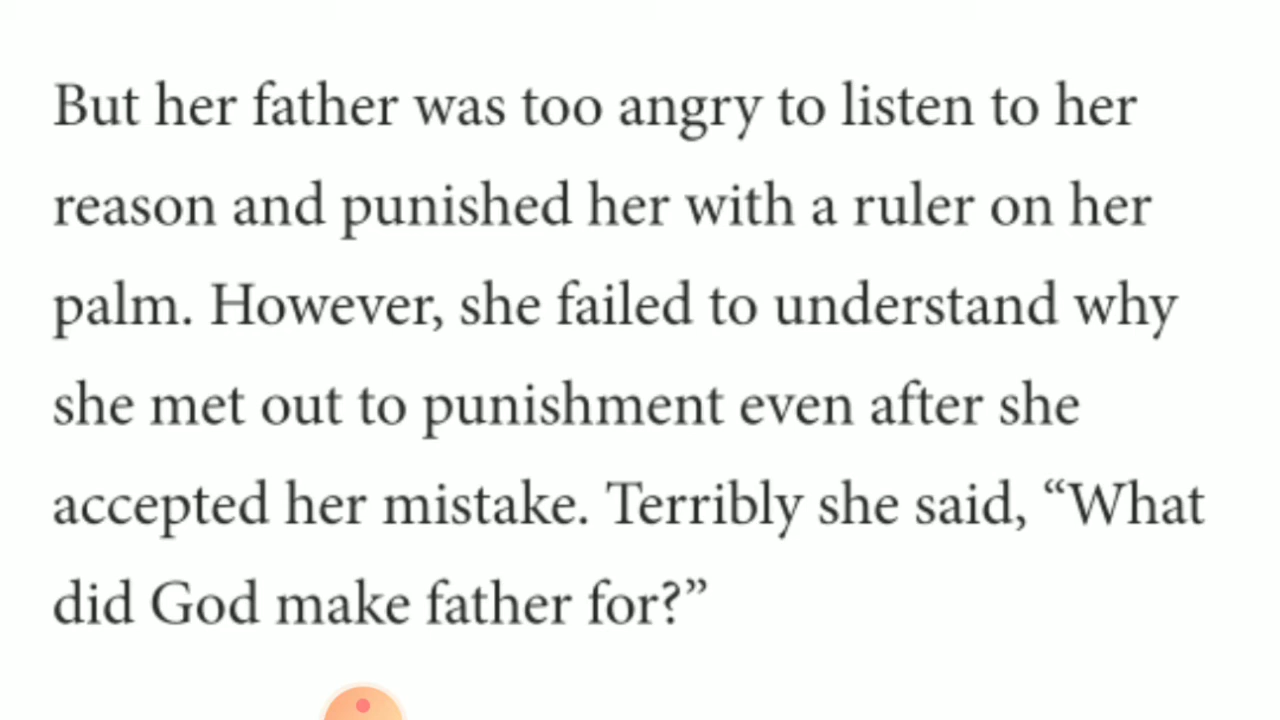 But her father was too angry to listen to her
reason and punished her with a ruler on her
palm. However, she failed to understand why
she met out to punishment even after she
accepted her mistake. Terribly she said, “What
did God make father for?”